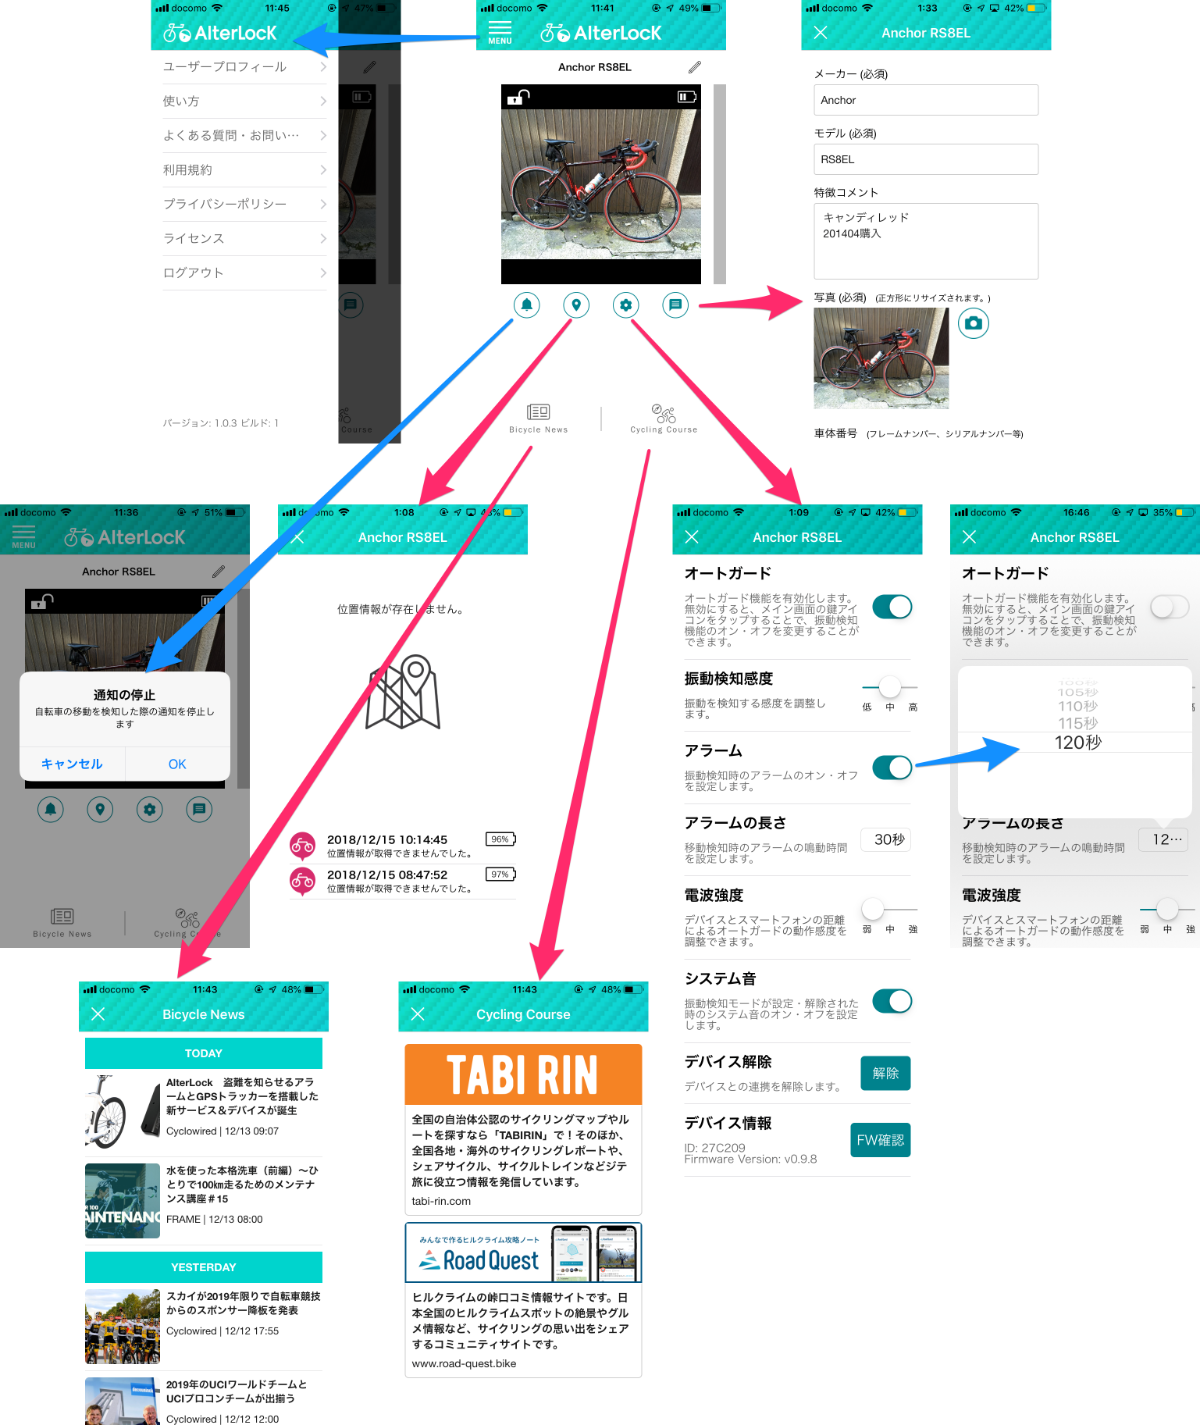 docomo 11:45 47%
AlterLock
ユーザープロフィール
使い方
よくある質問・お問い…
利用規約
プライバシーポリシー
ライセンス
ログアウト
バージョン: 1.0.3 ビルド: 1
Course
docomo 11:41 49%
MENU
AlterLock
Anchor RS8EL
Bicycle News
Cycling Course
docomo 1:33 42%
Anchor RS8EL
メーカー (必須)
Anchor
モデル (必須)
RS8EL
特徴コメント
キャンディレッド
201404購入
写真 (必須) (正方形にリサイズされます。)
車体番号 (フレームナンバー、シリアルナンバー等)
docomo 11:36 51%
MENU
AlterLock
Anchor RS8EL
通知の停止
自転車の移動を検知した際の通知を停止し
ます
キャンセル
OK
Bicycle News
docomo 1:08
Anchor RS8EL
位置情報が存在しません。
2018/12/15 10:14:45 96%
位置情報が取得できませんでした。
2018/12/15 08:47:52 97%
位置情報が取得できませんでした。
docomo 1:09 42%
Anchor RS8EL
オートガード
オートガード機能を有効化します。
無効にすると、メイン画面の鍵アイ
コンをタップすることで、振動検知
機能のオン・オフを変更することが
できます。
振動検知感度
振動を検知する感度を調整し
ます。
低 中 高
アラーム
振動検知時のアラームのオン・オフ
を設定します。
アラームの長さ
移動検知時のアラームの鳴動時間
を設定します。
30秒
電波強度
デバイスとスマートフォンの距離
によるオートガードの動作感度を
調整できます。
弱 中 強
システム音
振動検知モードが設定・解除された
時のシステム音のオン・オフを設定
します。
デバイス解除
デバイスとの連携を解除します。
解除
デバイス情報
ID: 27C209
Firmware Version: v0.9.8
FW確認
docomo 16:46 35%
Anchor RS8EL
オートガード
オートガード機能を有効化します。
無効にすると、メイン画面の鍵アイ
コンをタップすることで、振動検知
機能のオン・オフを変更することが
できます。
100秒
105秒
110秒
115秒
120秒
アラームの長さ
移動検知時のアラームの鳴動時間
を設定します。
12…
電波強度
デバイスとスマートフォンの距離
によるオートガードの動作感度を
調整できます。
弱 中 強
docomo 11:43 48%
Bicycle News
TODAY
AlterLock　盗難を知らせるアラ
ームとGPSトラッカーを搭載した
新サービス＆デバイスが誕生
Cyclowired | 12/13 09:07
水を使った本格洗車（前編）〜ひ
とりで100㎞走るためのメンテナ
ンス講座＃15
FRAME | 12/13 08:00
YESTERDAY
スカイが2019年限りで自転車競技
からのスポンサー降板を発表
Cyclowired | 12/12 17:55
2019年のUCIワールドチームと
UCIプロコンチームが出揃う
Cyclowired | 12/12 12:00
docomo 11:43 48%
Cycling Course
TABI RIN
全国の自治体公認のサイクリングマップやル
ートを探すなら「TABIRIN」で！そのほか、
全国各地・海外のサイクリングレポートや、
シェアサイクル、サイクルトレインなどジテ
旅に役立つ情報を発信しています。
tabi-rin.com
みんなで作るヒルクライム攻略ノート
Road Quest
ヒルクライムの峠口コミ情報サイトです。日
本全国のヒルクライムスポットの絶景やグル
メ情報など、サイクリングの思い出をシェア
するコミュニティサイトです。
www.road-quest.bike